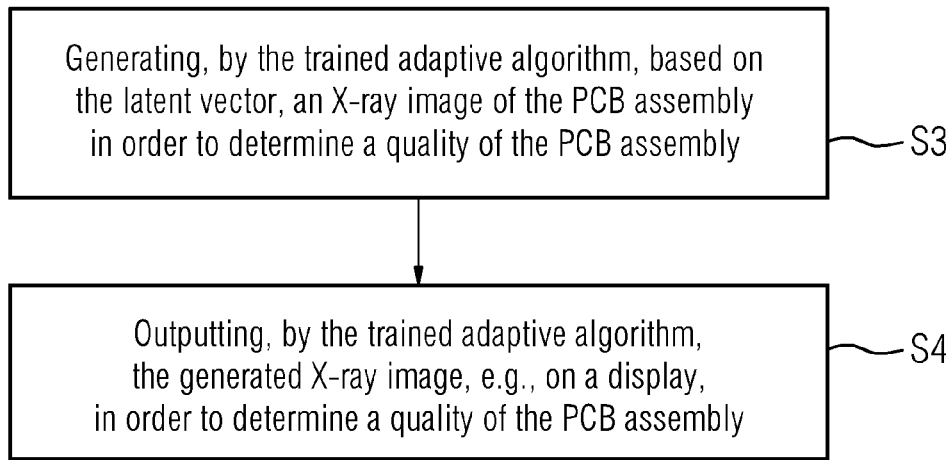 Generating, by the trained adaptive algorithm, based on
the latent vector, an X-ray image of the PCB assembly
in order to determine a quality of the PCB assembly
S3
Outputting, by the trained adaptive algorithm,
the generated X-ray image, e.g., on a display,
in order to determine a quality of the PCB assembly
S4